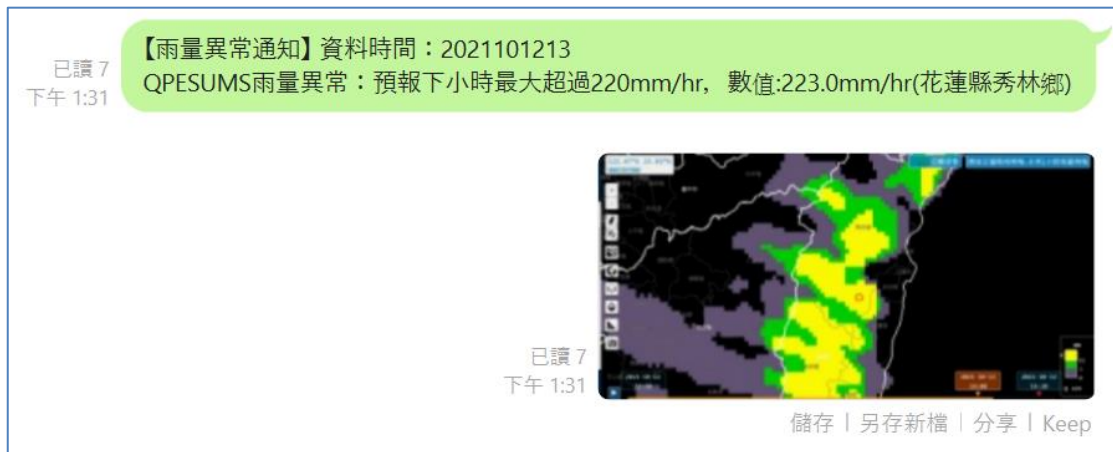 【雨量異常通知】資料時間：2021101213
QPESUMS雨量異常：預報下小時最大超過220mm/hr，數值:223.0mm/hr(花蓮縣秀林鄉)
已讀 7
下午 1:31
已讀 7
下午 1:31
儲存 | 另存新檔 | 分享 | Keep